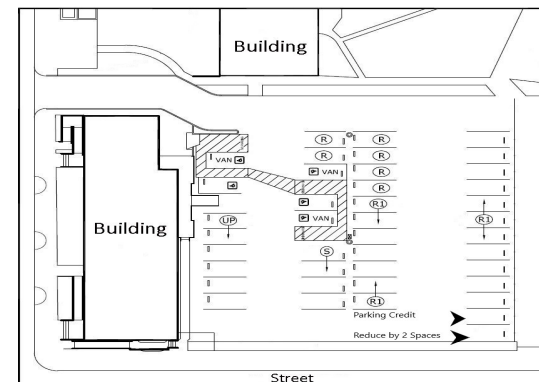 Building
R
R
R
R
VAN
VAN
R
R
Building
UP
VAN
R1
R1
S
R1
Parking Credit
Reduce by 2 Spaces
Street